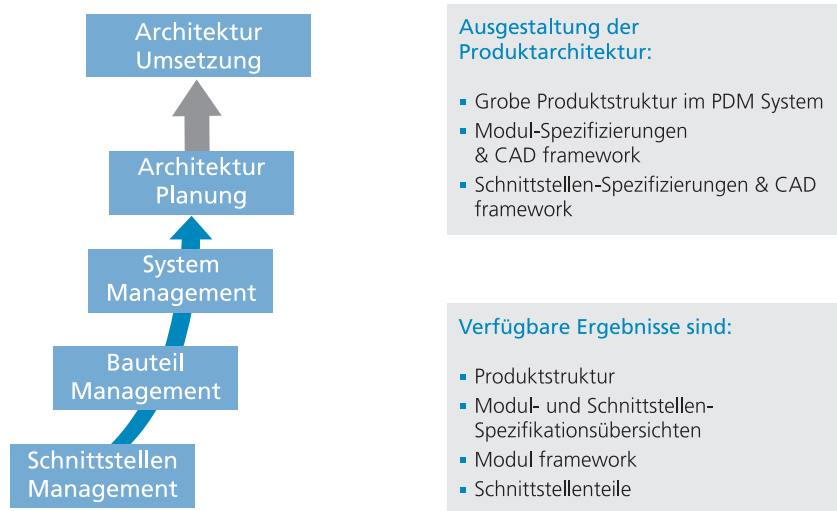 Architektur
Umsetzung
Architektur
Planung
System
Management
Bauteil
Management
Schnittstellen
Management
Ausgestaltung der
Produktarchitektur:
▪ Grobe Produktstruktur im PDM System
▪ Modul-Spezifizierungen
& CAD framework
▪ Schnittstellen-Spezifizierungen & CAD
framework
Verfügbare Ergebnisse sind:
▪ Produktstruktur
▪ Modul- und Schnittstellen-
Spezifikationsübersichten
▪ Modul framework
▪ Schnittstellenteile